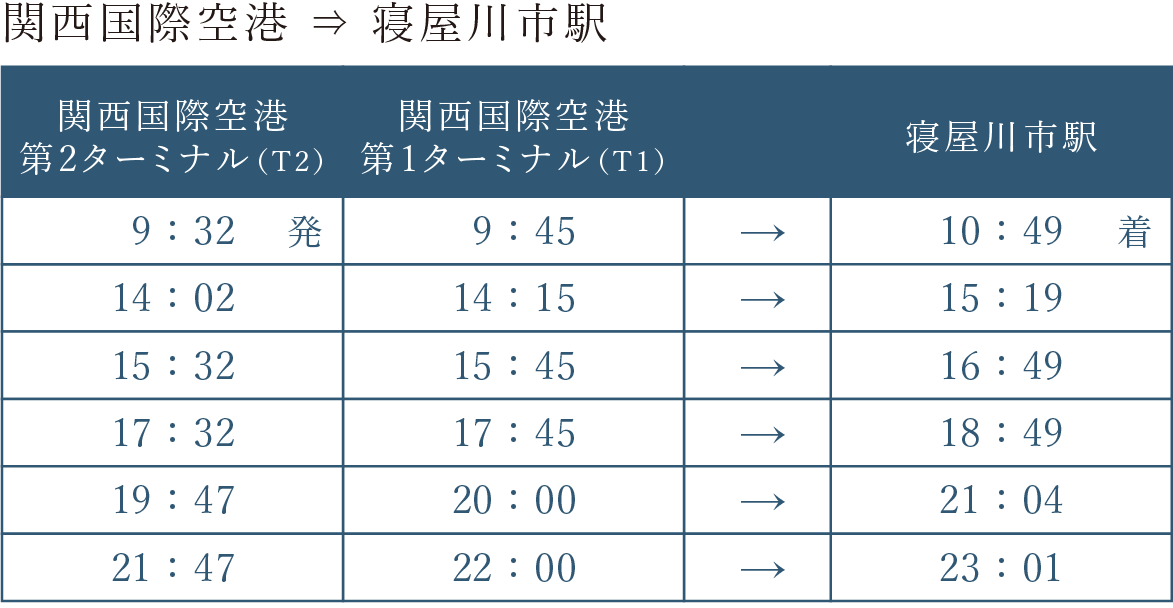 関西国際空港 ⇒ 寝屋川市駅
関西国際空港 第2ターミナル(T2) 関西国際空港 第1ターミナル(T1) 寝屋川市駅
9：32 発 9：45 → 10：49 着
14：02 14：15 → 15：19
15：32 15：45 → 16：49
17：32 17：45 → 18：49
19：47 20：00 → 21：04
21：47 22：00 → 23：01